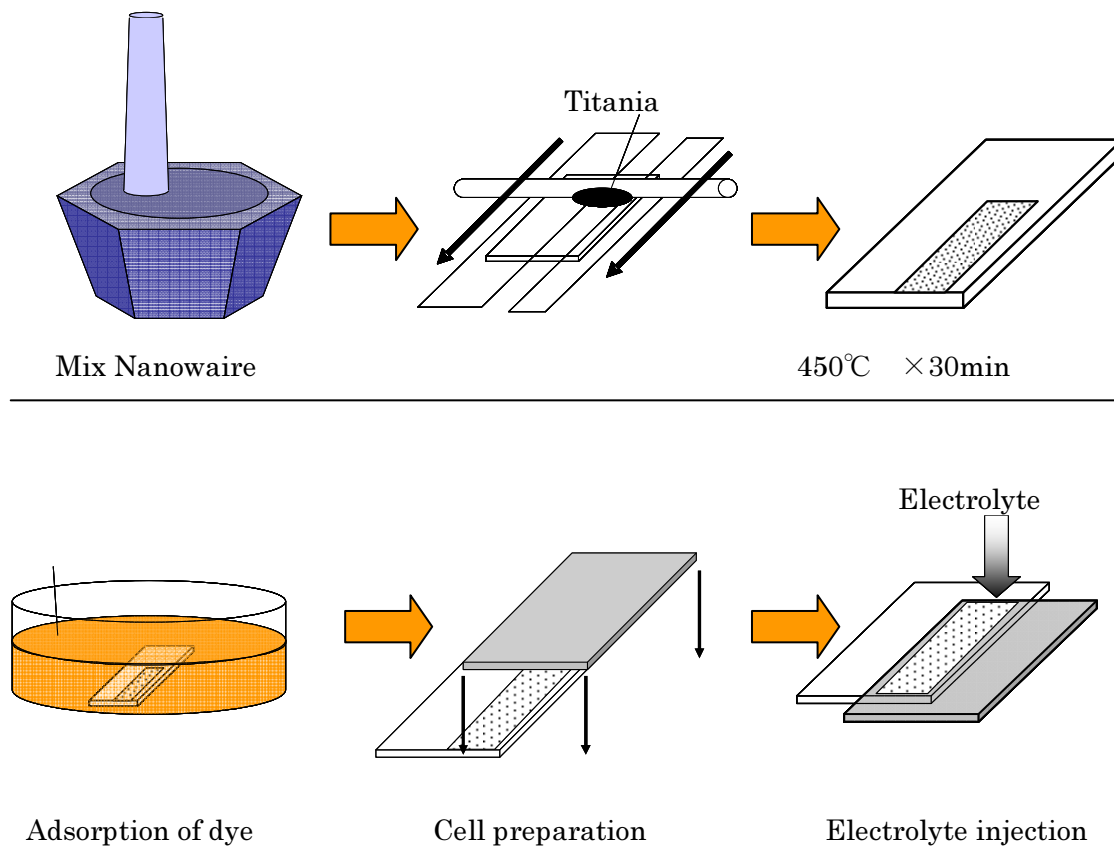 Titania
Mix Nanowaire
450℃ ×30min
Electrolyte
Adsorption of dye
Cell preparation
Electrolyte injection